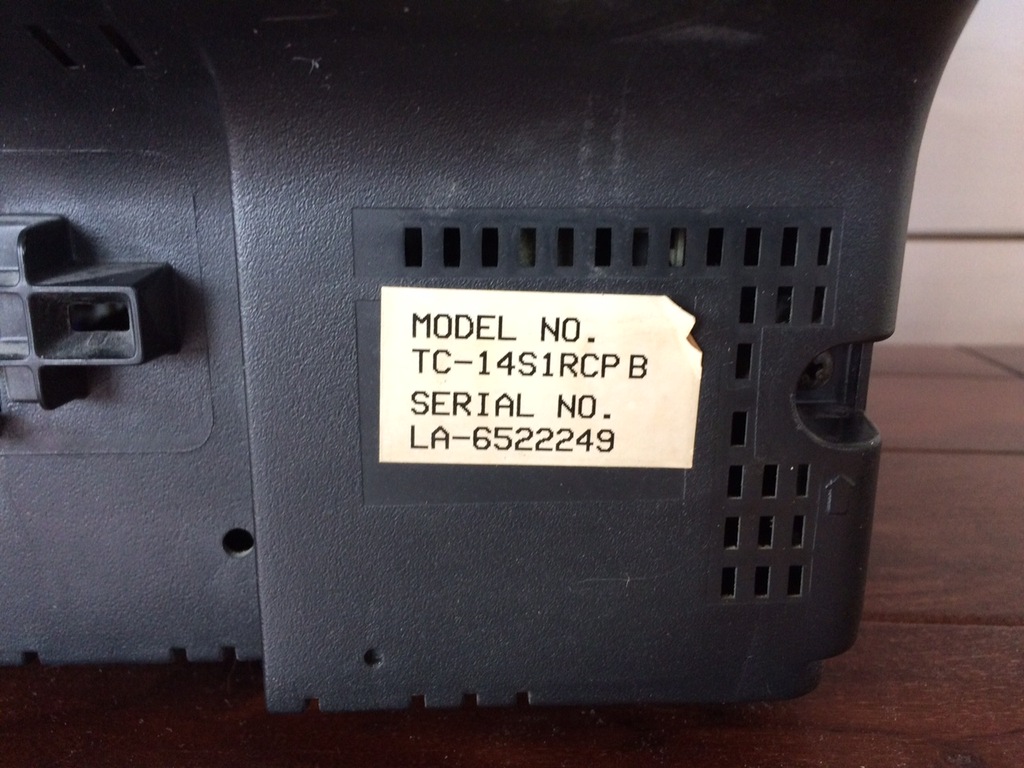 MODEL NO.
TC-14S1RCP B
SERIAL NO.
LA-6522249